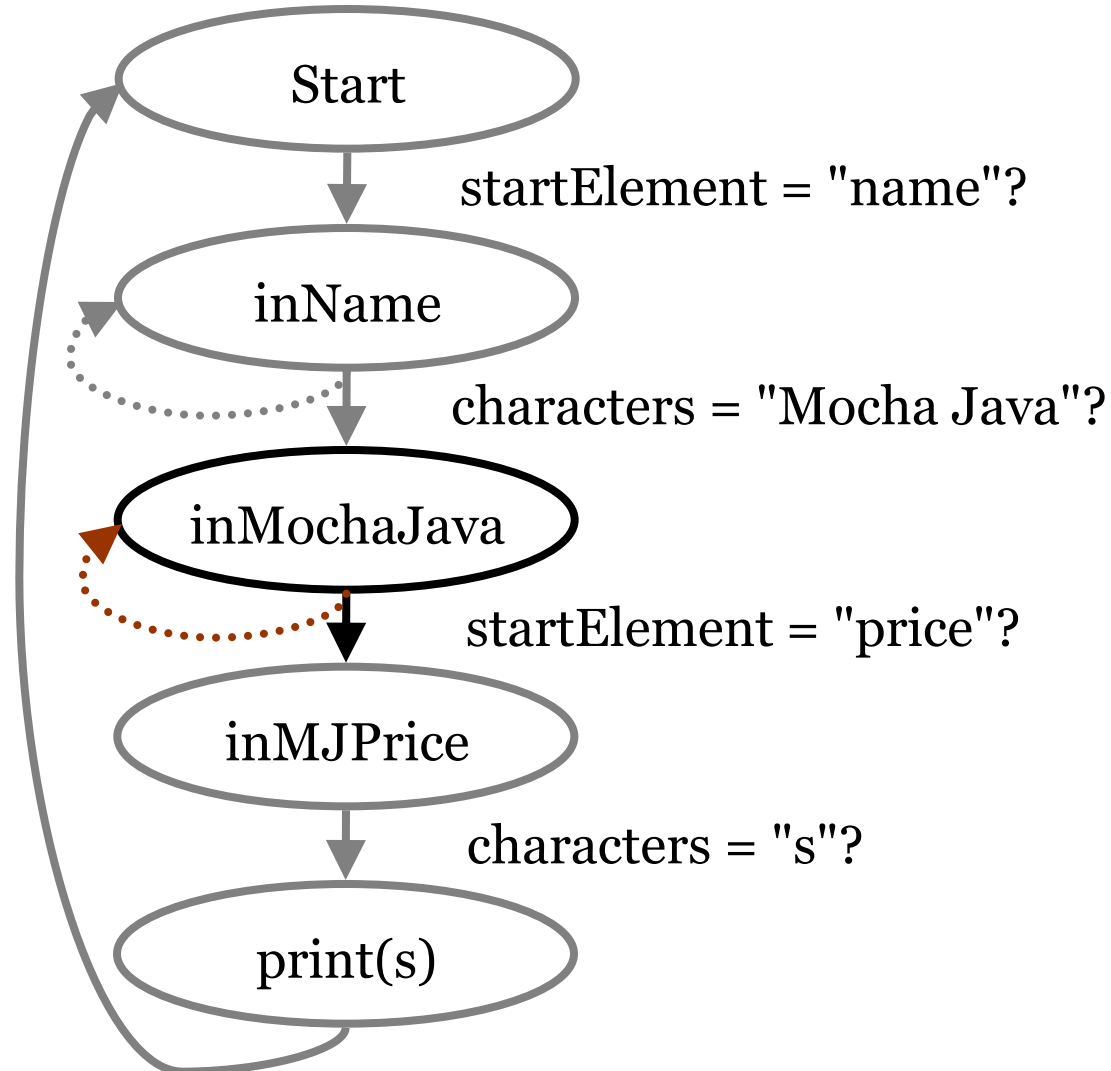 Start
startElement = "name"?
inName
characters = "Mocha Java"?
inMochaJava
startElement = "price"?
inMJPrice
characters = "s"?
print(s)